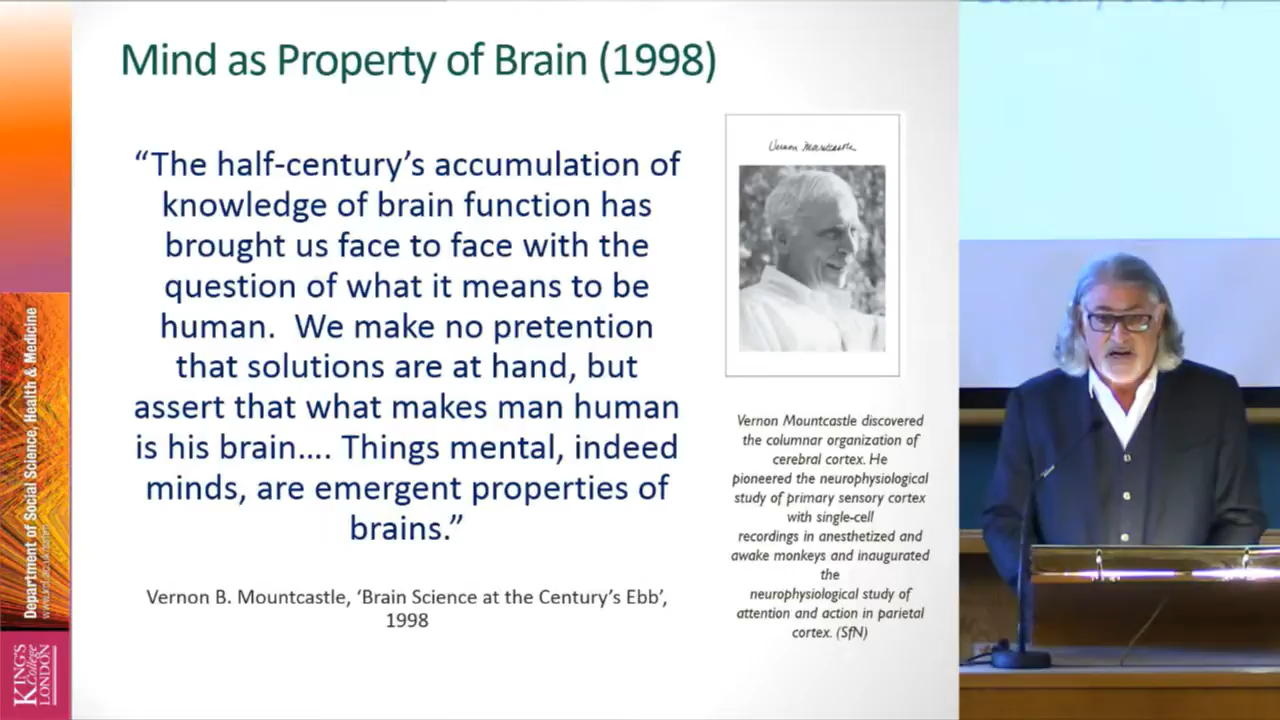 Mind as Property of Brain (1998)
“The half-century’s accumulation of
knowledge of brain function has
brought us face to face with the
question of what it means to be
human.  We make no pretention
that solutions are at hand, but
assert that what makes man human
is his brain…. Things mental, indeed
minds, are emergent properties of
brains.”
Vernon B. Mountcastle, ‘Brain Science at the Century’s Ebb’,
1998
Vernon Mountcastle
Vernon Mountcastle discovered
the columnar organization of
cerebral cortex. He
pioneered the neurophysiological
study of primary sensory cortex
with single-cell
recordings in anesthetized and
awake monkeys and inaugurated
the
neurophysiological study of
attention and action in parietal
cortex. (SfN)
Department of Social Science, Health & Medicine
KING’S
College
LONDON